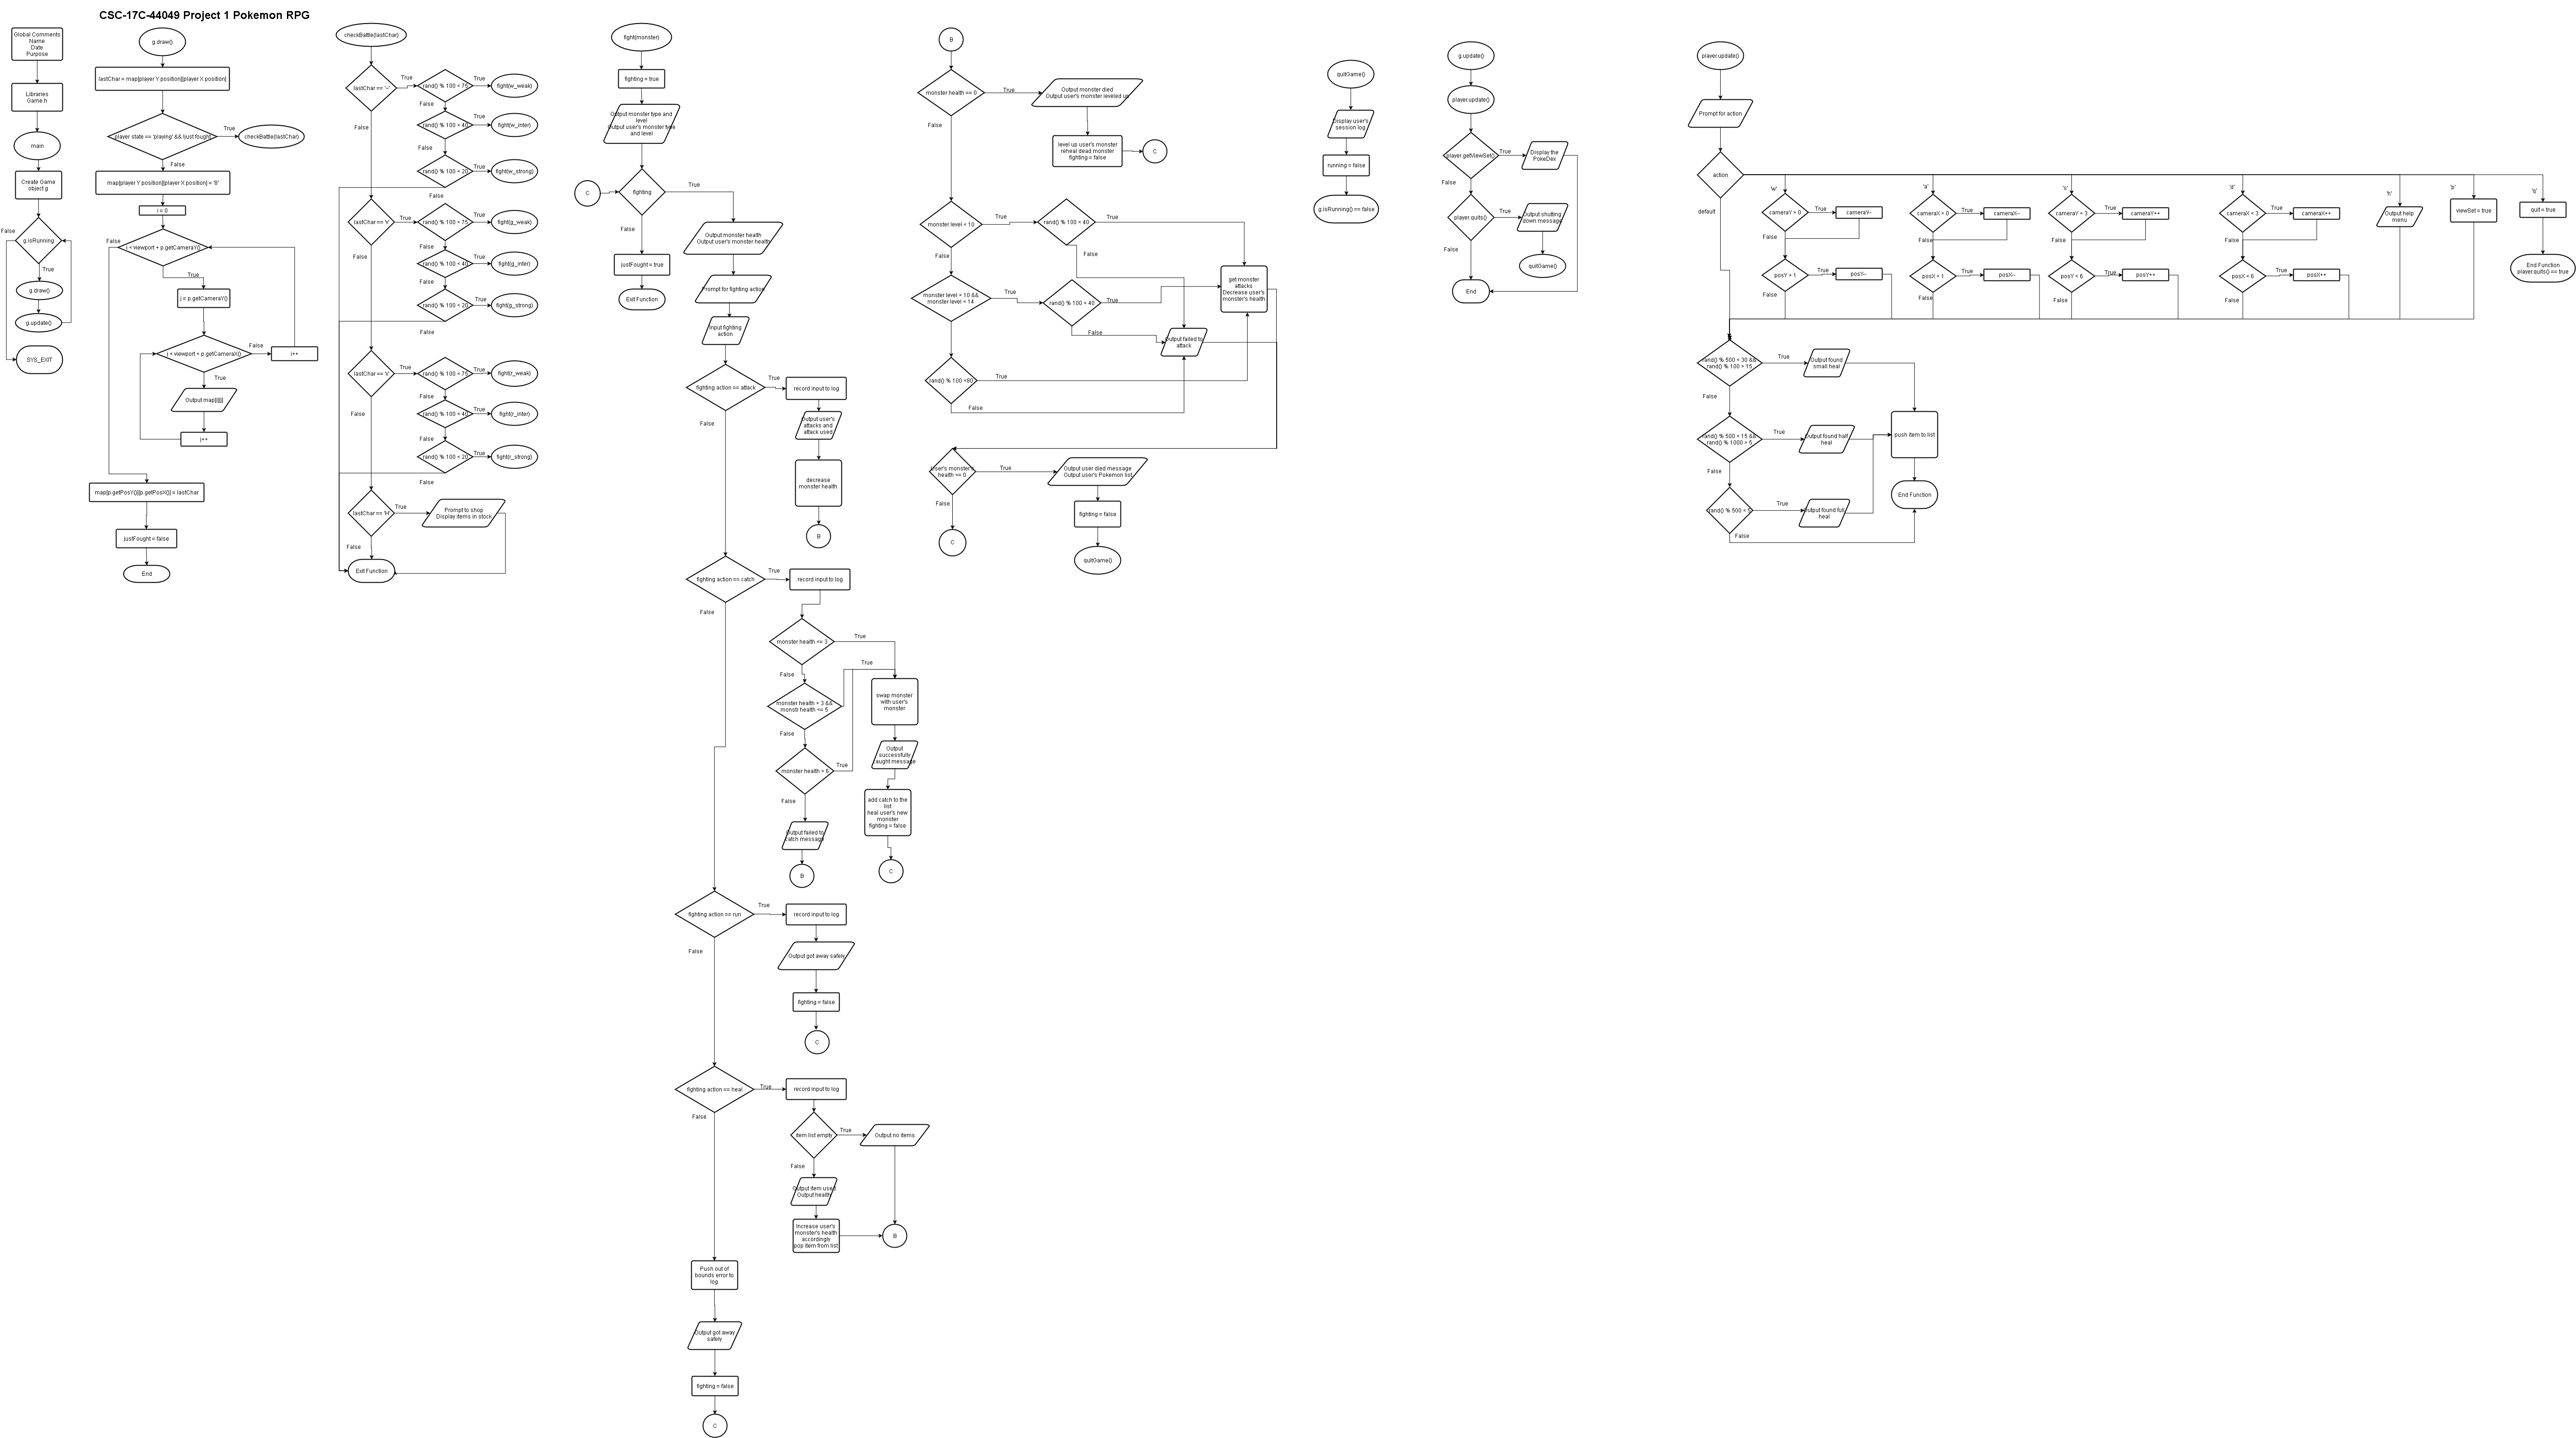 CSC-17C-44049 Project 1 Pokemon RPG
Global Comments
Name
Date
Purpose
Libraries
Game.h
main
Create Game
object g
g.isRunning
False
True
g.draw()
g.update()
SYS_EXIT
g.draw()
lastChar = map[player Y position][player X position]
player state == 'playing' && !just fought
True
checkBattle(lastChar)
False
map[player Y position][player X position] = '8'
i = 0
i < viewport + p.getCameraY()
False
True
j = p.getCameraY()
j < viewport + p.getCameraX()
False
i++
True
Output map[i][j]
j++
map[p.getPosY()][p.getPosX()] = lastChar
justFought = false
End
checkBattle(lastChar)
lastChar == '~'
True
rand() % 100 < 75
True
fight(w_weak)
False
rand() % 100 < 40
True
fight(w_inter)
False
rand() % 100 < 20
True
fight(w_strong)
False
False
lastChar == 'v'
True
rand() % 100 < 75
True
fight(g_weak)
False
rand() % 100 < 40
True
fight(g_inter)
False
rand() % 100 < 20
True
fight(g_strong)
False
False
lastChar == 'x'
True
rand() % 100 < 75
True
fight(r_weak)
False
rand() % 100 < 40
True
fight(r_inter)
False
rand() % 100 < 20
True
fight(r_strong)
False
False
lastChar == 'H'
True
Prompt to shop
Display items in stock
False
Exit Function
fight(monster)
fighting = true
Output monster type and
level
Output user's monster type
and level
C
fighting
True
False
justFought = true
Exit Function
Output monster health
Output user's monster health
Prompt for fighting action
Input fighting
action
fighting action == attack
True
record input to log
Output user's
attacks and
attack used
decrease
monster health
B
False
fighting action == catch
True
record input to log
monster health <= 3
True
False
monster health > 3 &&
monstr health <= 5
True
False
monster health > 6
True
False
Output failed to
catch message
B
swap monster
with user's
monster
Output
successfully
caught message
add catch to the
list
heal user's new
monster
fighting = false
C
False
fighting action == run
True
record input to log
Output got away safely
fighting = false
C
False
fighting action == heal
True
record input to log
item list empty
True
Output no items
False
Output item used
Output health
Increase user's
monster's health
accordingly
pop item from list
B
False
Push out of
bounds error to
log
Output got away
safely
fighting = false
C
B
monster health == 0
True
Output monster died
Output user's monster leveled up
level up user's monster
reheal dead monster
fighting = false
C
False
monster level < 10
True
rand() % 100 < 40
True
False
False
monster level > 10 &&
monster level < 14
True
rand() % 100 < 40
True
False
get monster
attacks
Decrease user's
monster's health
Output failed to
attack
rand() % 100 <80
True
False
User's monster's
health <= 0
True
Output user died message
Output user's Pokemon list
fighting = false
quitGame()
False
C
quitGame()
Display user's
session log
running = false
g.isRunning() == false
g.update()
player.update()
player.getViewSet()
True
Display the
PokeDex
False
player.quits()
True
Output shutting
down message
quitGame()
False
End
player.update()
Prompt for action
action
default
'w'
cameraY > 0
True
cameraY--
False
posY > 1
True
posY--
False
'a'
cameraX > 0
True
cameraX--
False
posX > 1
True
posX--
False
's'
cameraY < 3
True
cameraY++
False
posY < 6
True
posY++
False
'd'
cameraX < 3
True
cameraX++
False
posX < 6
True
posX++
False
'h'
Output help
menu
'p'
viewSet = true
'q'
quit = true
End Function
player.quits() == true
rand() % 500 < 30 &&
rand() % 100 > 15
True
Output found
small heal
False
rand() % 500 < 15 &&
rand() % 1000 > 5
True
Output found half
heal
False
True
Output found full
heal
False
push item to list
End Function